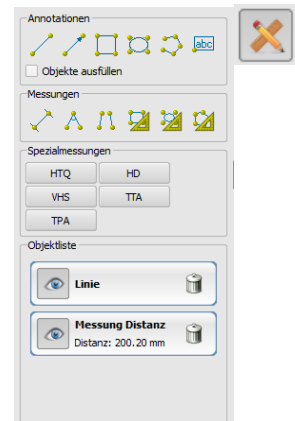 Annotationen
abc
Objekte ausfüllen
Messungen
Spezialmessungen
HTQ HD
VHS TTA
TPA
Objektliste
Linie
Messung Distanz
Distanz: 200.20 mm